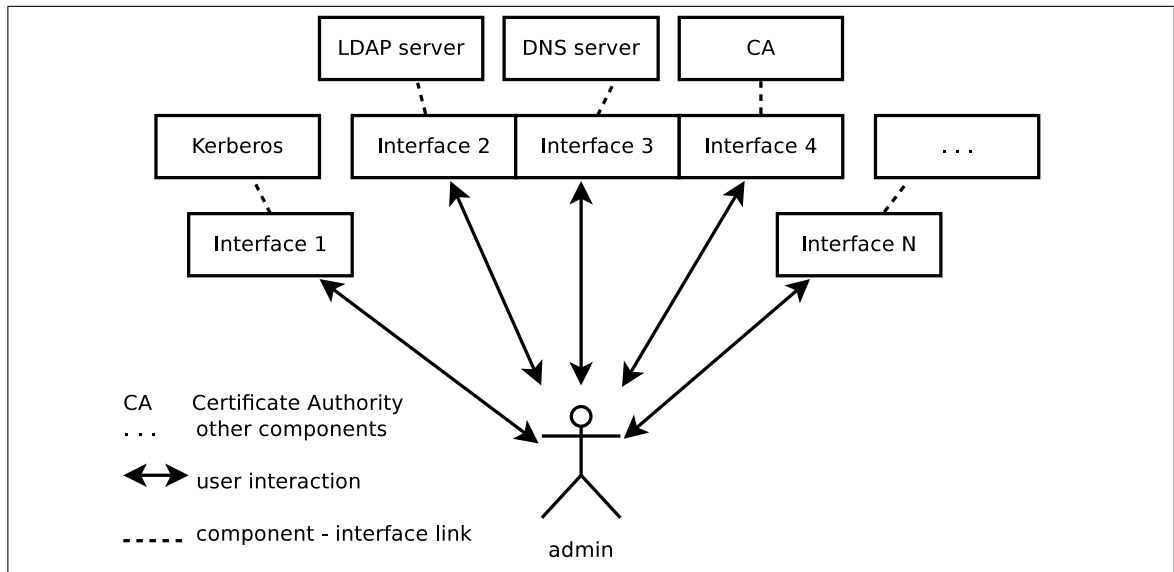 LDAP server
DNS server
CA
Kerberos
Interface 2
Interface 3
Interface 4
. . .
Interface 1
Interface N
CA Certificate Authority
. . . other components
user interaction
component - interface link
admin